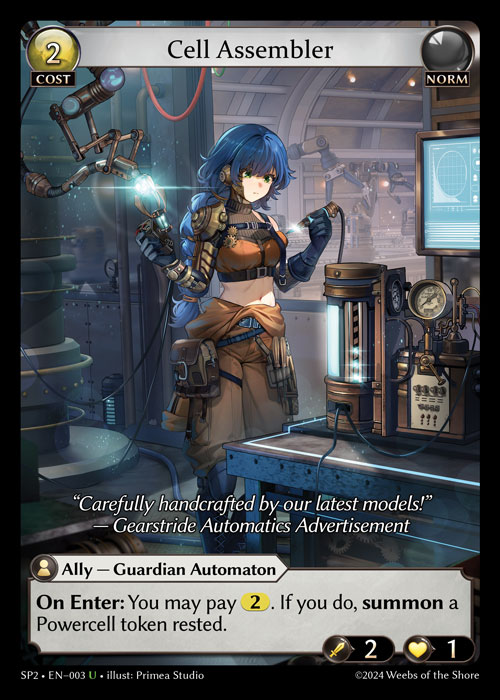 2
COST
Cell Assembler
NORM
“Carefully handcrafted by our latest models!”
— Gearstride Automatics Advertisement
Ally — Guardian Automaton
On Enter: You may pay 2. If you do, summon a
Powercell token rested.
2
1
SP2 • EN–003 U • illust: Primea Studio
©2024 Weebs of the Shore